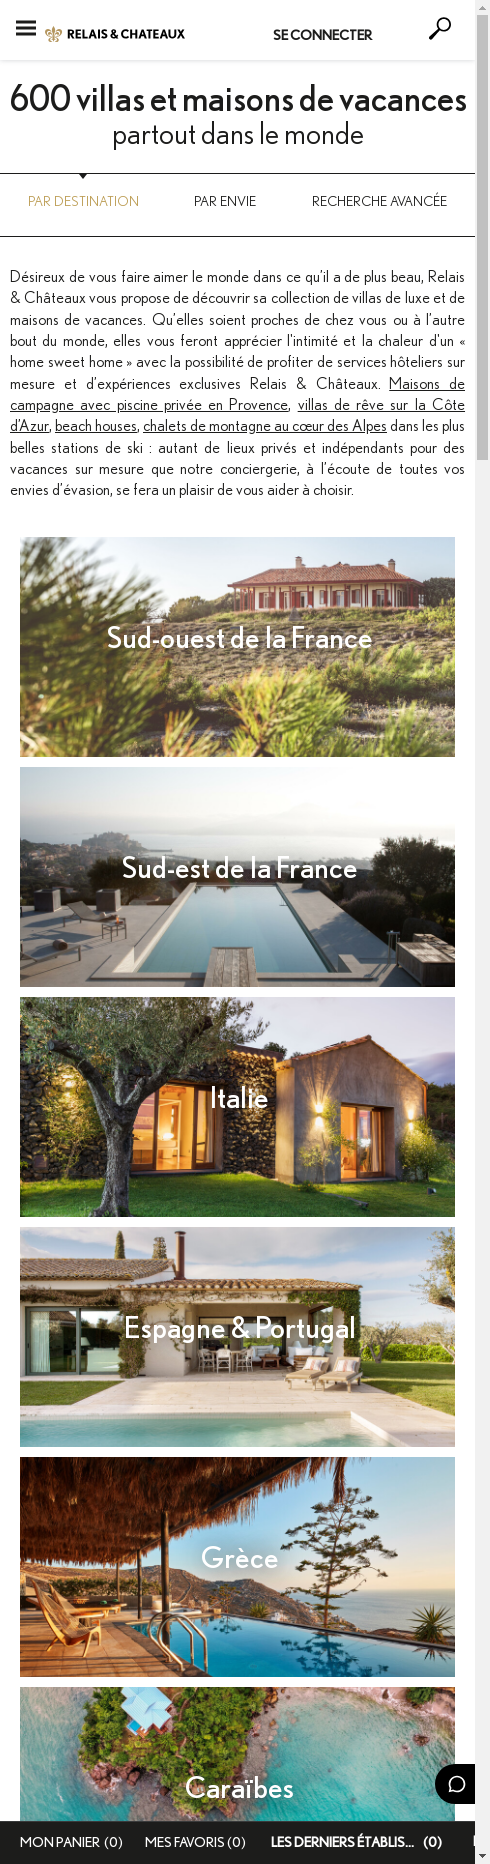 RELAIS & CHATEAUX
SE CONNECTER
600 villas et maisons de vacances
partout dans le monde
PAR DESTINATION
PAR ENVIE
RECHERCHE AVANCÉE
Désireux de vous faire aimer le monde dans ce qu’il a de plus beau, Relais
& Châteaux vous propose de découvrir sa collection de villas de luxe et de
maisons de vacances. Qu’elles soient proches de chez vous ou à l’autre
bout du monde, elles vous feront apprécier l’intimité et la chaleur d’un «
home sweet home » avec la possibilité de profiter de services hôteliers sur
mesure et d’expériences exclusives Relais & Châteaux. Maisons de
campagne avec piscine privée en Provence, villas de rêve sur la Côte
d’Azur, beach houses, chalets de montagne au cœur des Alpes dans les plus
belles stations de ski : autant de lieux privés et indépendants pour des
vacances sur mesure que notre conciergerie, à l’écoute de toutes vos
envies d’évasion, se fera un plaisir de vous aider à choisir.
Sud-ouest de la France
Sud-est de la France
Italie
Espagne & Portugal
Grèce
Caraïbes
MON PANIER (0)
MES FAVORIS (0)
LES DERNIERS ÉTABLIS... (0)